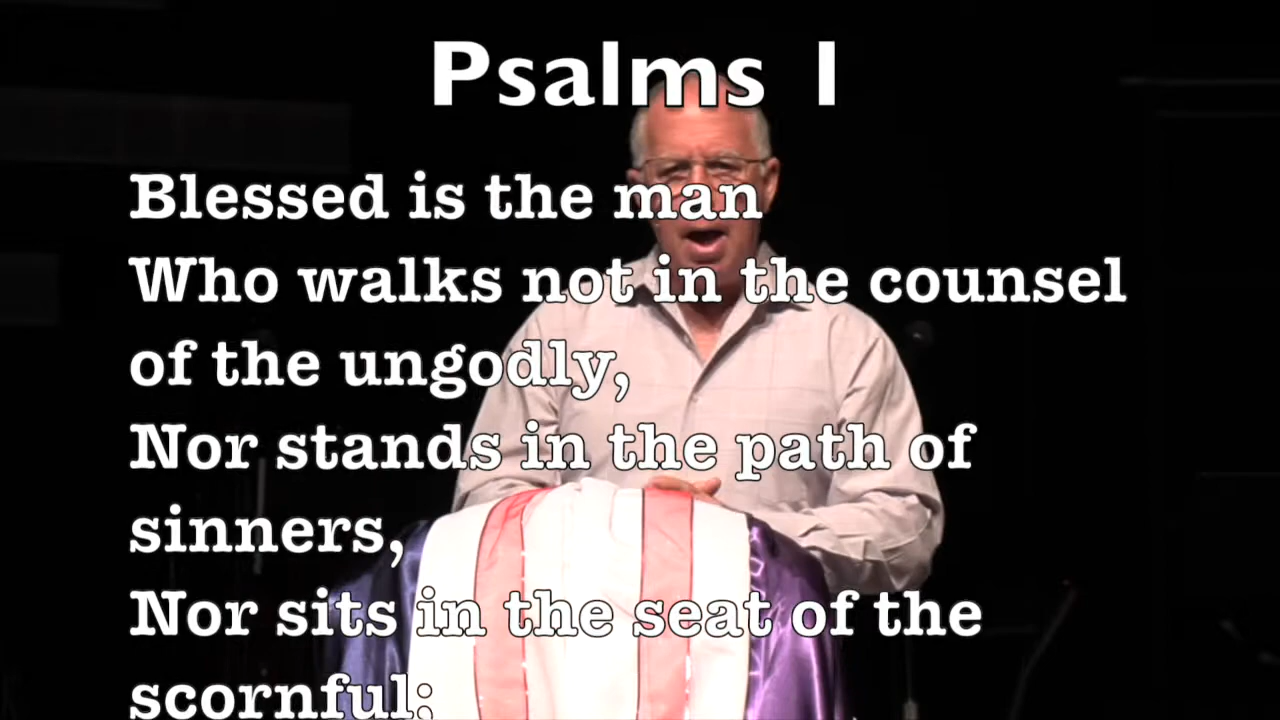 Psalms 1
Blessed is the man
Who walks not in the counsel
of the ungodly,
Nor stands in the path of
sinners,
Nor sits in the seat of the
scornful;